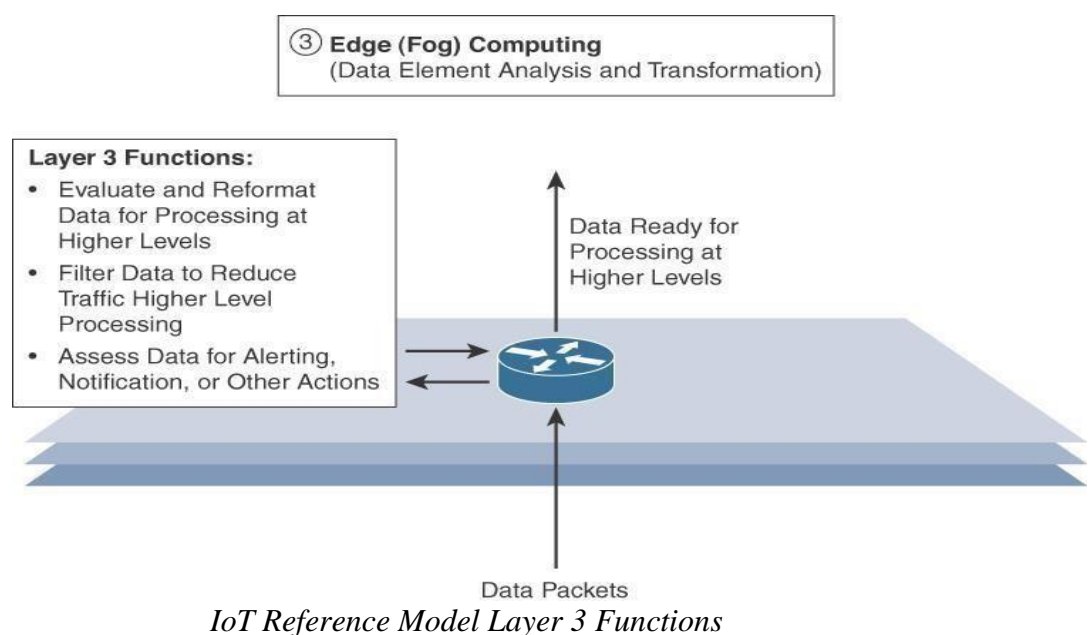 ③ Edge (Fog) Computing
(Data Element Analysis and Transformation)
Layer 3 Functions:
• Evaluate and Reformat
Data for Processing at
Higher Levels
• Filter Data to Reduce
Traffic Higher Level
Processing
• Assess Data for Alerting,
Notification, or Other Actions
Data Ready for
Processing at
Higher Levels
Data Packets
IoT Reference Model Layer 3 Functions